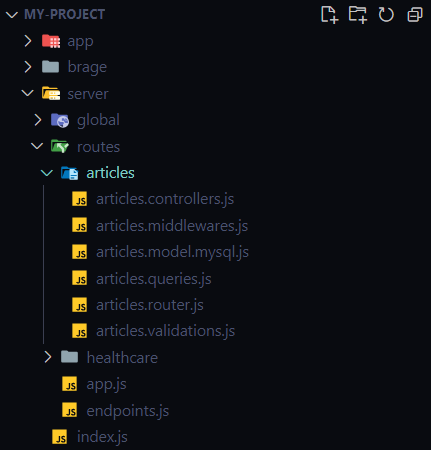 MY-PROJECT
app
brage
server
global
routes
articles
JS articles.controllers.js
JS articles.middlewares.js
JS articles.model.mysql.js
JS articles.queries.js
JS articles.router.js
JS articles.validations.js
healthcare
JS app.js
JS endpoints.js
JS index.js